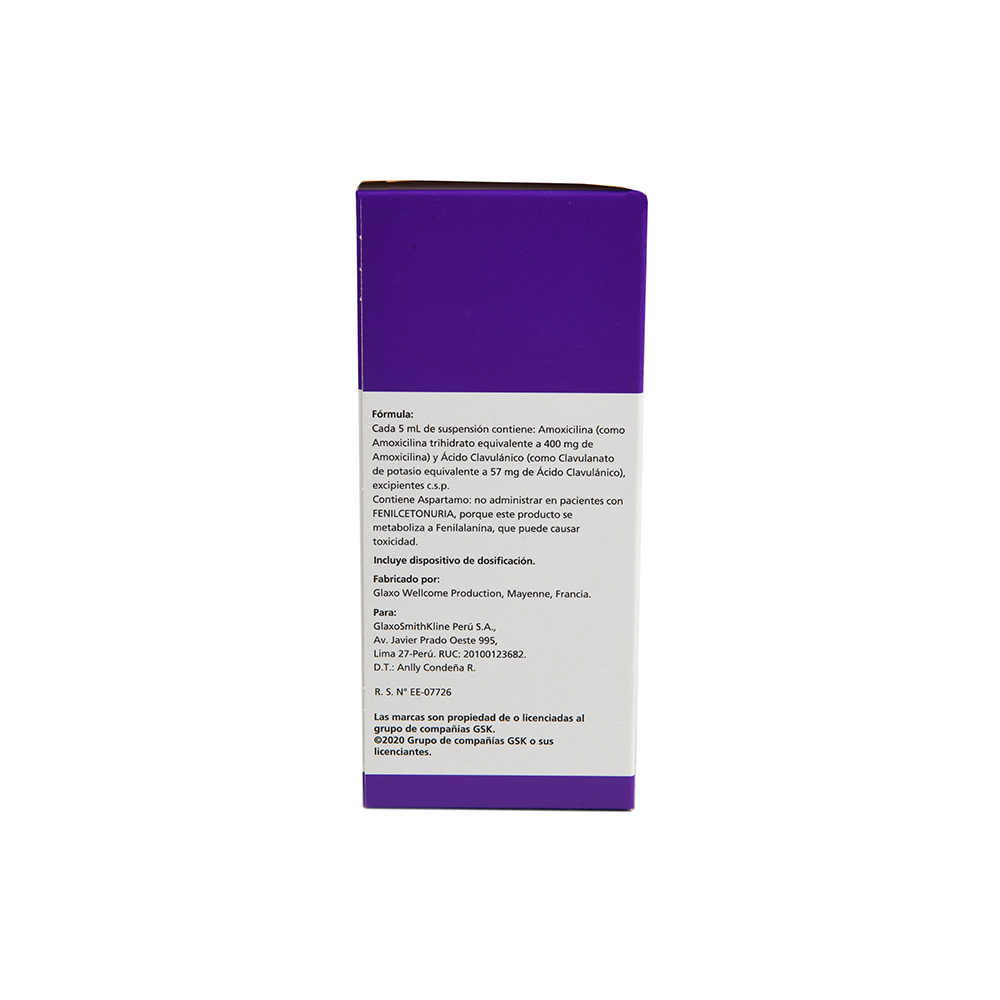 Fórmula:
Cada 5 mL de suspensión contiene: Amoxicilina (como
Amoxicilina trihidrato equivalente a 400 mg de
Amoxicilina) y Ácido Clavulánico (como Clavulanato
de potasio equivalente a 57 mg de Ácido Clavulánico),
excipientes c.s.p.
Contiene Aspartamo: no administrar en pacientes con
FENILCETONURIA, porque este producto se
metaboliza a Fenilalanina, que puede causar
toxicidad.
Incluye dispositivo de dosificación.
Fabricado por:
Glaxo Wellcome Production, Mayenne, Francia.
Para:
GlaxoSmithKline Perú S.A.,
Av. Javier Prado Oeste 995,
Lima 27-Perú. RUC: 20100123682.
D.T.: Anlly Condeña R.
R. S. N° EE-07726
Las marcas son propiedad de o licenciadas al
grupo de compañías GSK.
©2020 Grupo de compañías GSK o sus
licenciantes.